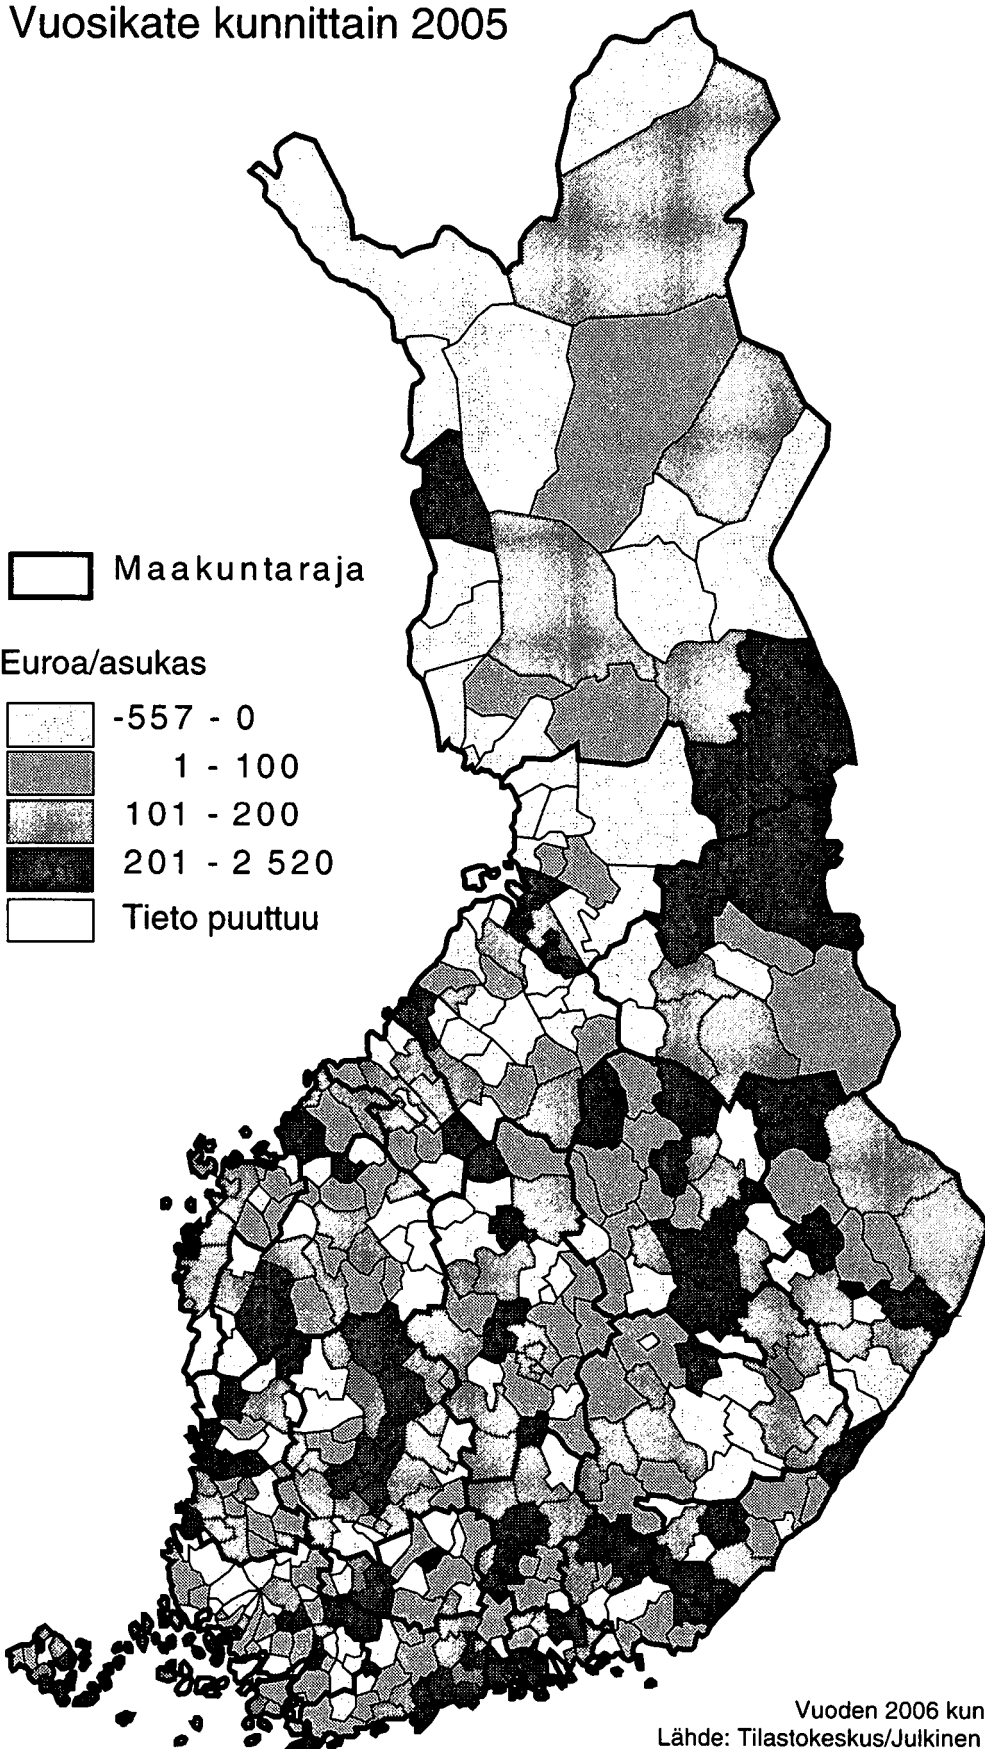 Vuosikate kunnittain 2005
Maakuntaraja
Euroa/asukas
-557 - 0
1 - 100
101 - 200
201 - 2 520
Tieto puuttuu
Vuoden 2006 kun
Lähde: Tilastokeskus/Julkinen